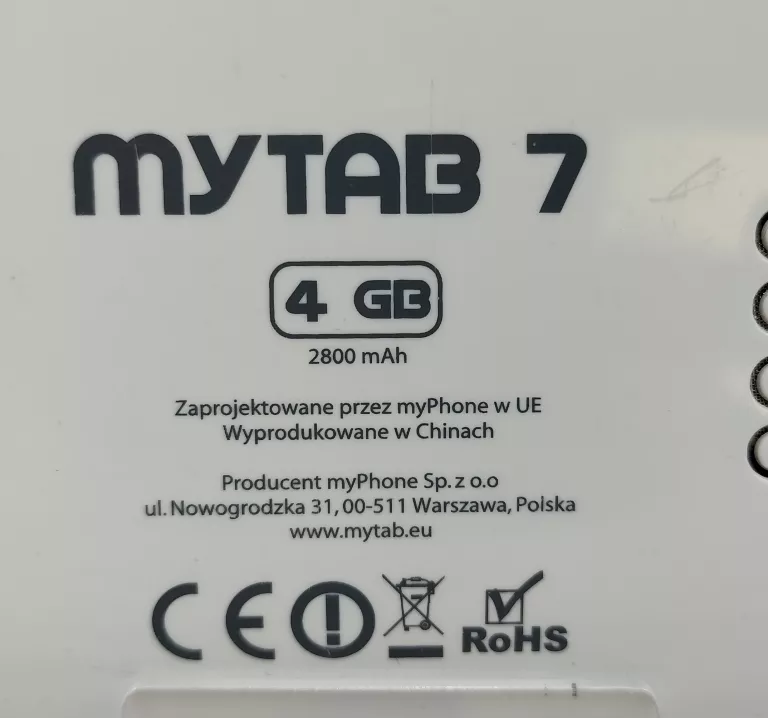 MYTAB 7
4 GB
2800 mAh
Zaprojektowane przez myPhone w UE
Wyprodukowane w Chinach
Producent myPhone Sp. z o.o
ul. Nowogrodzka 31, 00-511 Warszawa, Polska
www.mytab.eu
CE RoHS